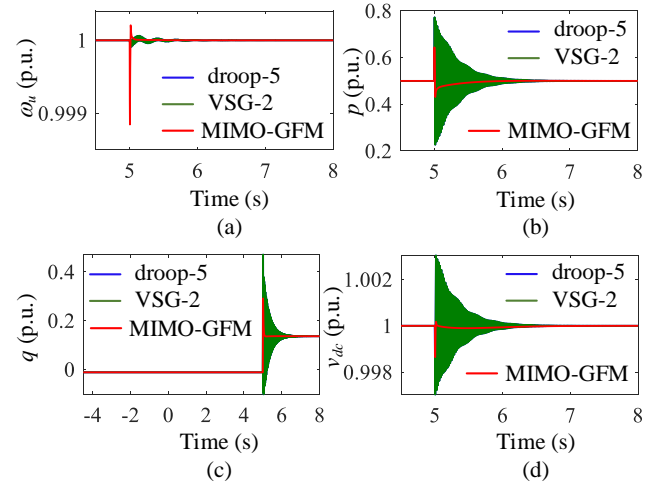 1
0.999
ω_u (p.u.)
droop-5
VSG-2
MIMO-GFM
5 6 7 8
Time (s)
(a)
0.8
0.6
0.4
0.2
p (p.u.)
droop-5
VSG-2
MIMO-GFM
5 6 7 8
Time (s)
(b)
0.4
0.2
0
q (p.u.)
droop-5
VSG-2
MIMO-GFM
-4 -2 0 2 4 6 8
Time (s)
(c)
1.002
1
0.998
v_dc (p.u.)
droop-5
VSG-2
MIMO-GFM
5 6 7 8
Time (s)
(d)